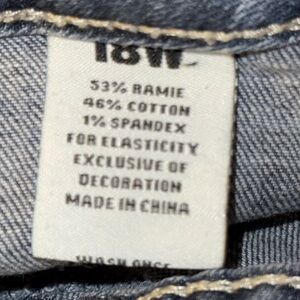 18W
53% RAMIE
46% COTTON
1% SPANDEX
FOR ELASTICITY
EXCLUSIVE OF
DECORATION
MADE IN CHINA